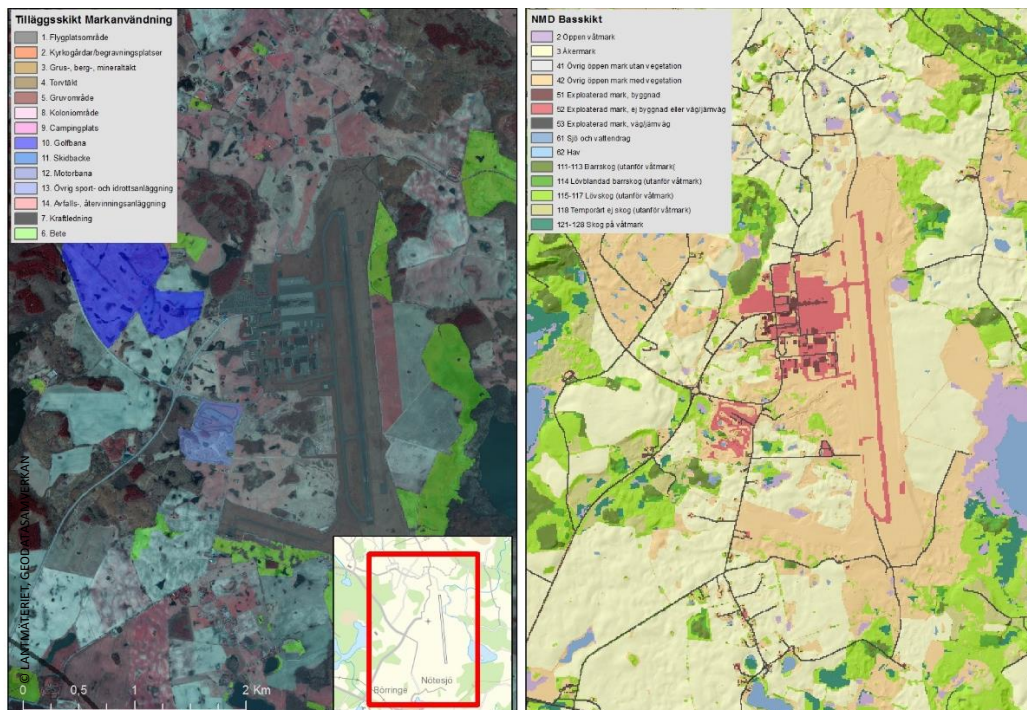 Tilläggsskikt Markanvändning
1. Flygplatsområde
2. Kyrkogårdar/begravningsplatser
3. Grus-, berg-, mineraltäkt
4. Torvtäkt
5. Gruvområde
8. Koloniområde
9. Campingplats
10. Golfbana
11. Skidbacke
12. Motorbana
13. Övrig sport- och idrottsanläggning
14. Avfalls-, återvinningsanläggning
7. Kraftledning
6. Bete
© LANTMÄTERIET, GEODATASAMVERKAN
0 0,5 1 2 Km
Börringe
Nötesjö
NMD Basskikt
2 Öppen våtmark
3 Åkermark
41 Övrig öppen mark utan vegetation
42 Övrig öppen mark med vegetation
51 Exploaterad mark, byggnad
52 Exploaterad mark, ej byggnad eller väg/järnväg
53 Exploaterad mark, väg/järnväg
61 Sjö och vattendrag
62 Hav
111-113 Barrskog (utanför våtmark(
114 Lövblandad barrskog (utanför våtmark)
115-117 Lövskog (utanför våtmark)
118 Temporärt ej skog (utanför våtmark)
121-128 Skog på våtmark